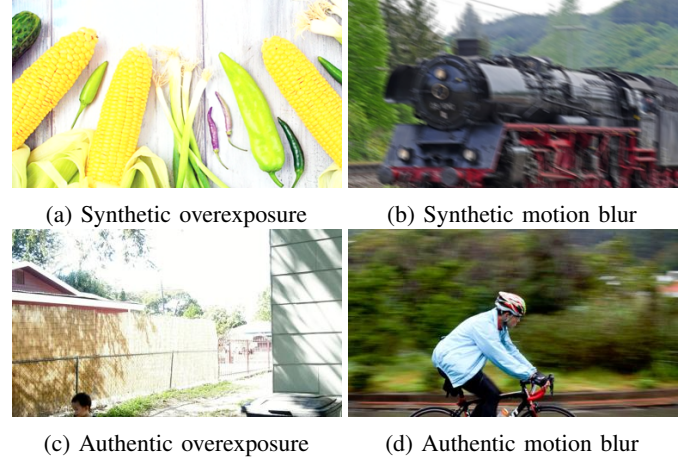 (a) Synthetic overexposure
(b) Synthetic motion blur
(c) Authentic overexposure
(d) Authentic motion blur